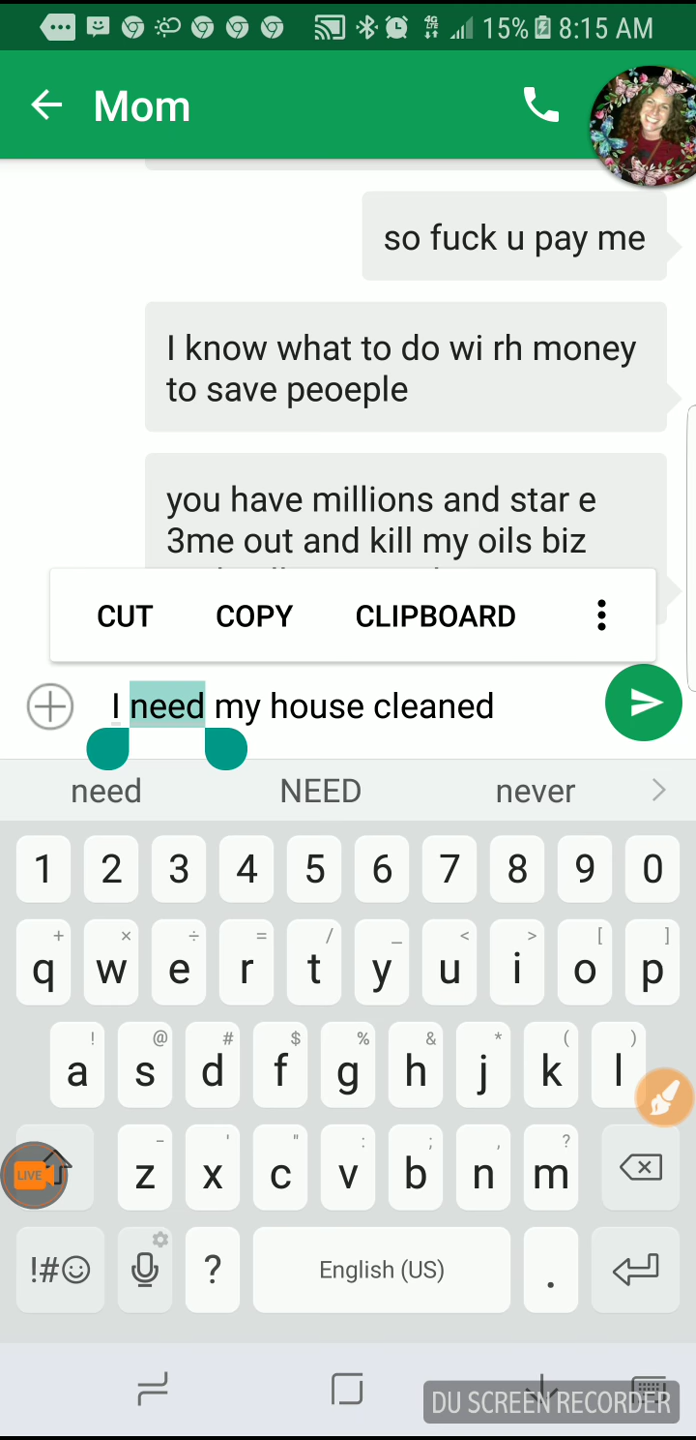 15% 8:15 AM
Mom
so fuck u pay me
I know what to do wi rh money
to save peoeple
you have millions and star e
3me out and kill my oils biz
CUT COPY CLIPBOARD
I need my house cleaned
need NEED never
1 2 3 4 5 6 7 8 9 0
+ × ÷ = / _ < > [ ]
q w e r t y u i o p
! @ # $ % & * ( )
a s d f g h j k l
- ' " : ; , ?
LIVE z x c v b n m
!#☺ ? English (US) .
DU SCREEN RECORDER